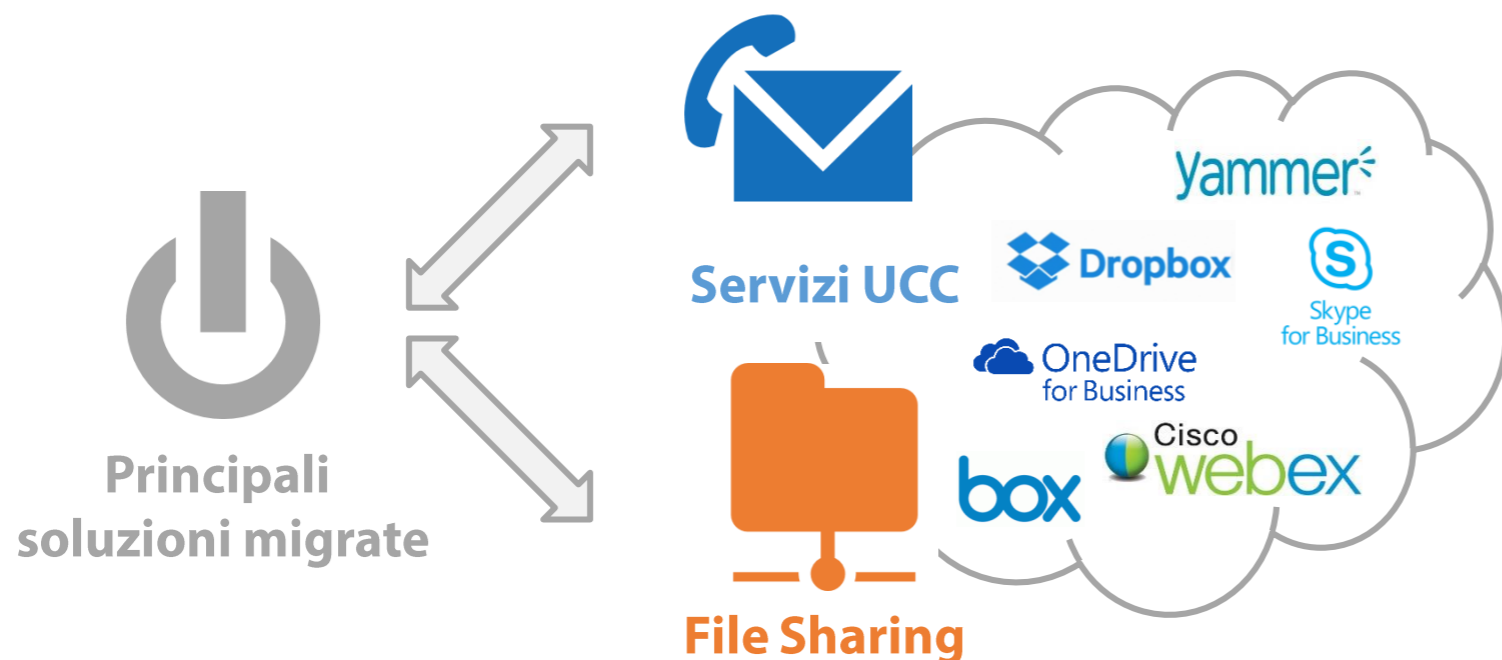 Principali
soluzioni migrate
Servizi UCC
File Sharing
yammer
Dropbox
S
Skype
for Business
OneDrive
for Business
box
Cisco
webex